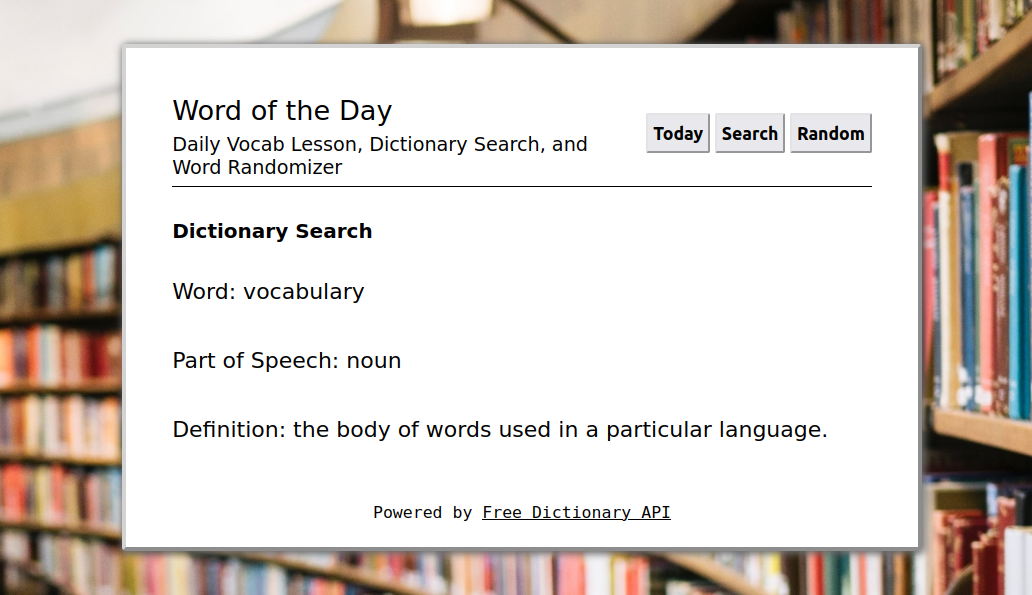 Word of the Day
Daily Vocab Lesson, Dictionary Search, and
Word Randomizer
Today Search Random
Dictionary Search
Word: vocabulary
Part of Speech: noun
Definition: the body of words used in a particular language.
Powered by Free Dictionary API